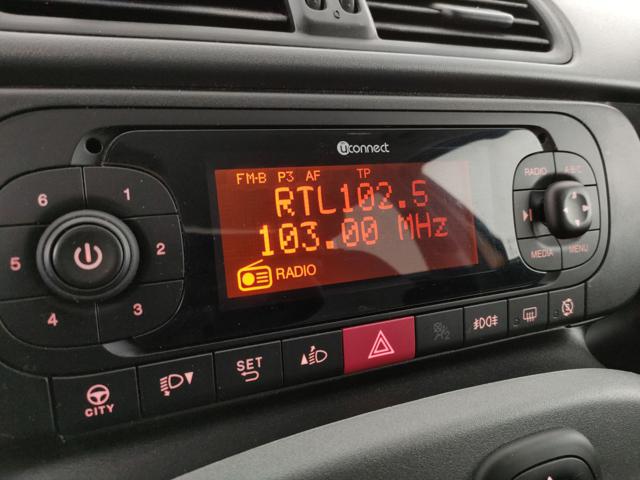 uconnect
FM-B P3 AF TP
RTL102.5
103.00 MHz
RADIO
6 1
5 2
4 3
RADIO A-B-C
MEDIA MENU
CITY
SET